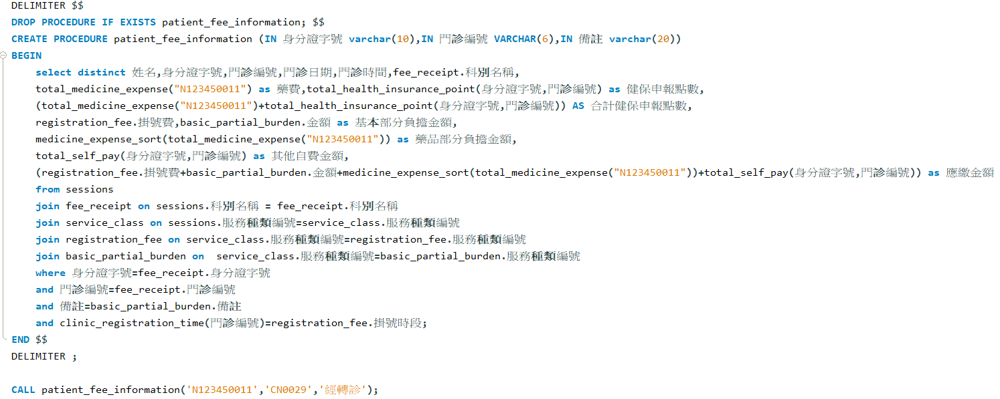 DELIMITER $$
DROP PROCEDURE IF EXISTS patient_fee_information; $$
CREATE PROCEDURE patient_fee_information (IN 身分證字號 varchar(10),IN 門診編號 VARCHAR(6),IN 備註 varchar(20))
BEGIN
select distinct 姓名,身分證字號,門診編號,門診日期,門診時間,fee_receipt.科別名稱,
total_medicine_expense("N123450011") as 藥費,total_health_insurance_point(身分證字號,門診編號) as 健保申報點數,
(total_medicine_expense("N123450011")+total_health_insurance_point(身分證字號,門診編號)) AS 合計健保申報點數,
registration_fee.掛號費,basic_partial_burden.金額 as 基本部分負擔金額,
medicine_expense_sort(total_medicine_expense("N123450011")) as 藥品部分負擔金額,
total_self_pay(身分證字號,門診編號) as 其他自費金額,
(registration_fee.掛號費+basic_partial_burden.金額+medicine_expense_sort(total_medicine_expense("N123450011"))+total_self_pay(身分證字號,門診編號)) as 應繳金額
from sessions
join fee_receipt on sessions.科別名稱 = fee_receipt.科別名稱
join service_class on sessions.服務種類編號=service_class.服務種類編號
join registration_fee on service_class.服務種類編號=registration_fee.服務種類編號
join basic_partial_burden on  service_class.服務種類編號=basic_partial_burden.服務種類編號
where 身分證字號=fee_receipt.身分證字號
and 門診編號=fee_receipt.門診編號
and 備註=basic_partial_burden.備註
and clinic_registration_time(門診編號)=registration_fee.掛號時段;
END $$
DELIMITER ;
CALL patient_fee_information('N123450011','CN0029','經轉診');